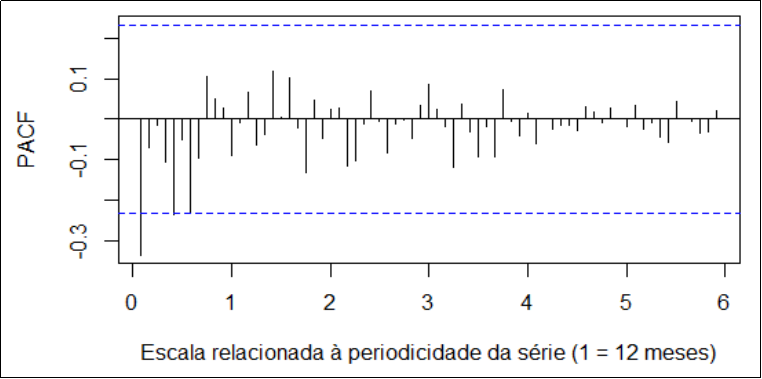 PACF
0.1
-0.1
-0.3
0 1 2 3 4 5 6
Escala relacionada à periodicidade da série (1 = 12 meses)